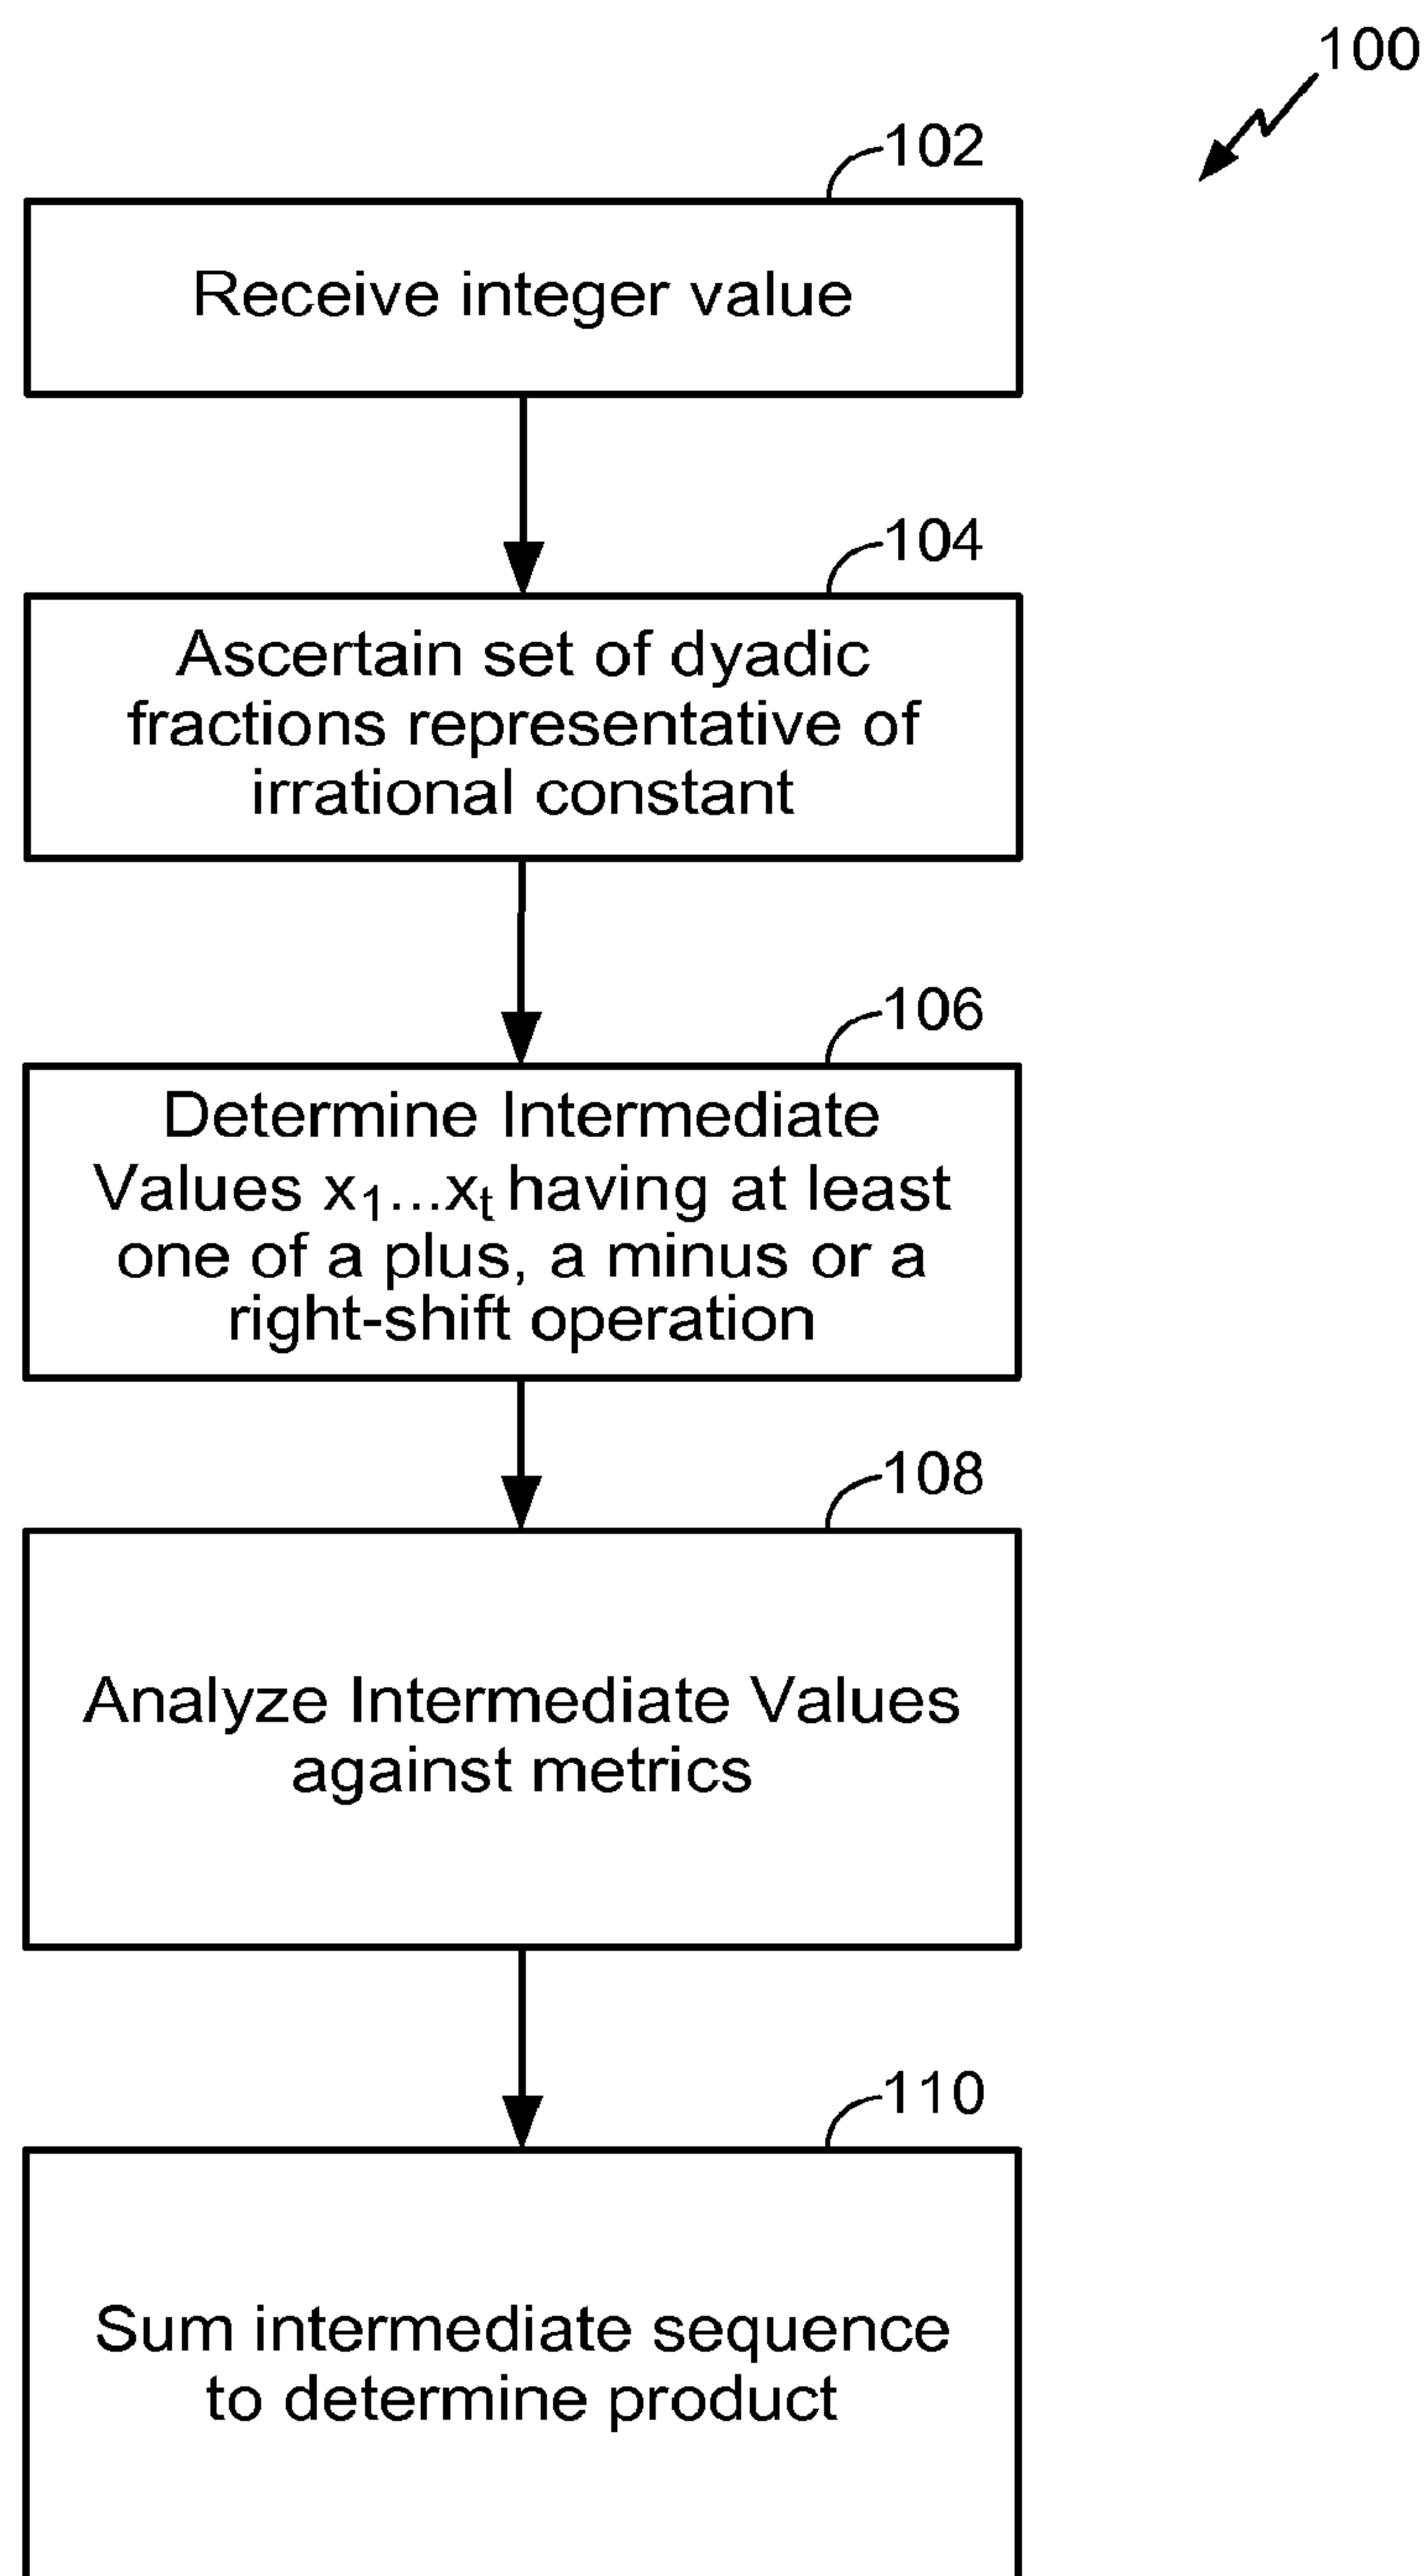 100
102
Receive integer value
104
Ascertain set of dyadic
fractions representative of
irrational constant
106
Determine Intermediate
Values x₁...xₜ having at least
one of a plus, a minus or a
right-shift operation
108
Analyze Intermediate Values
against metrics
110
Sum intermediate sequence
to determine product